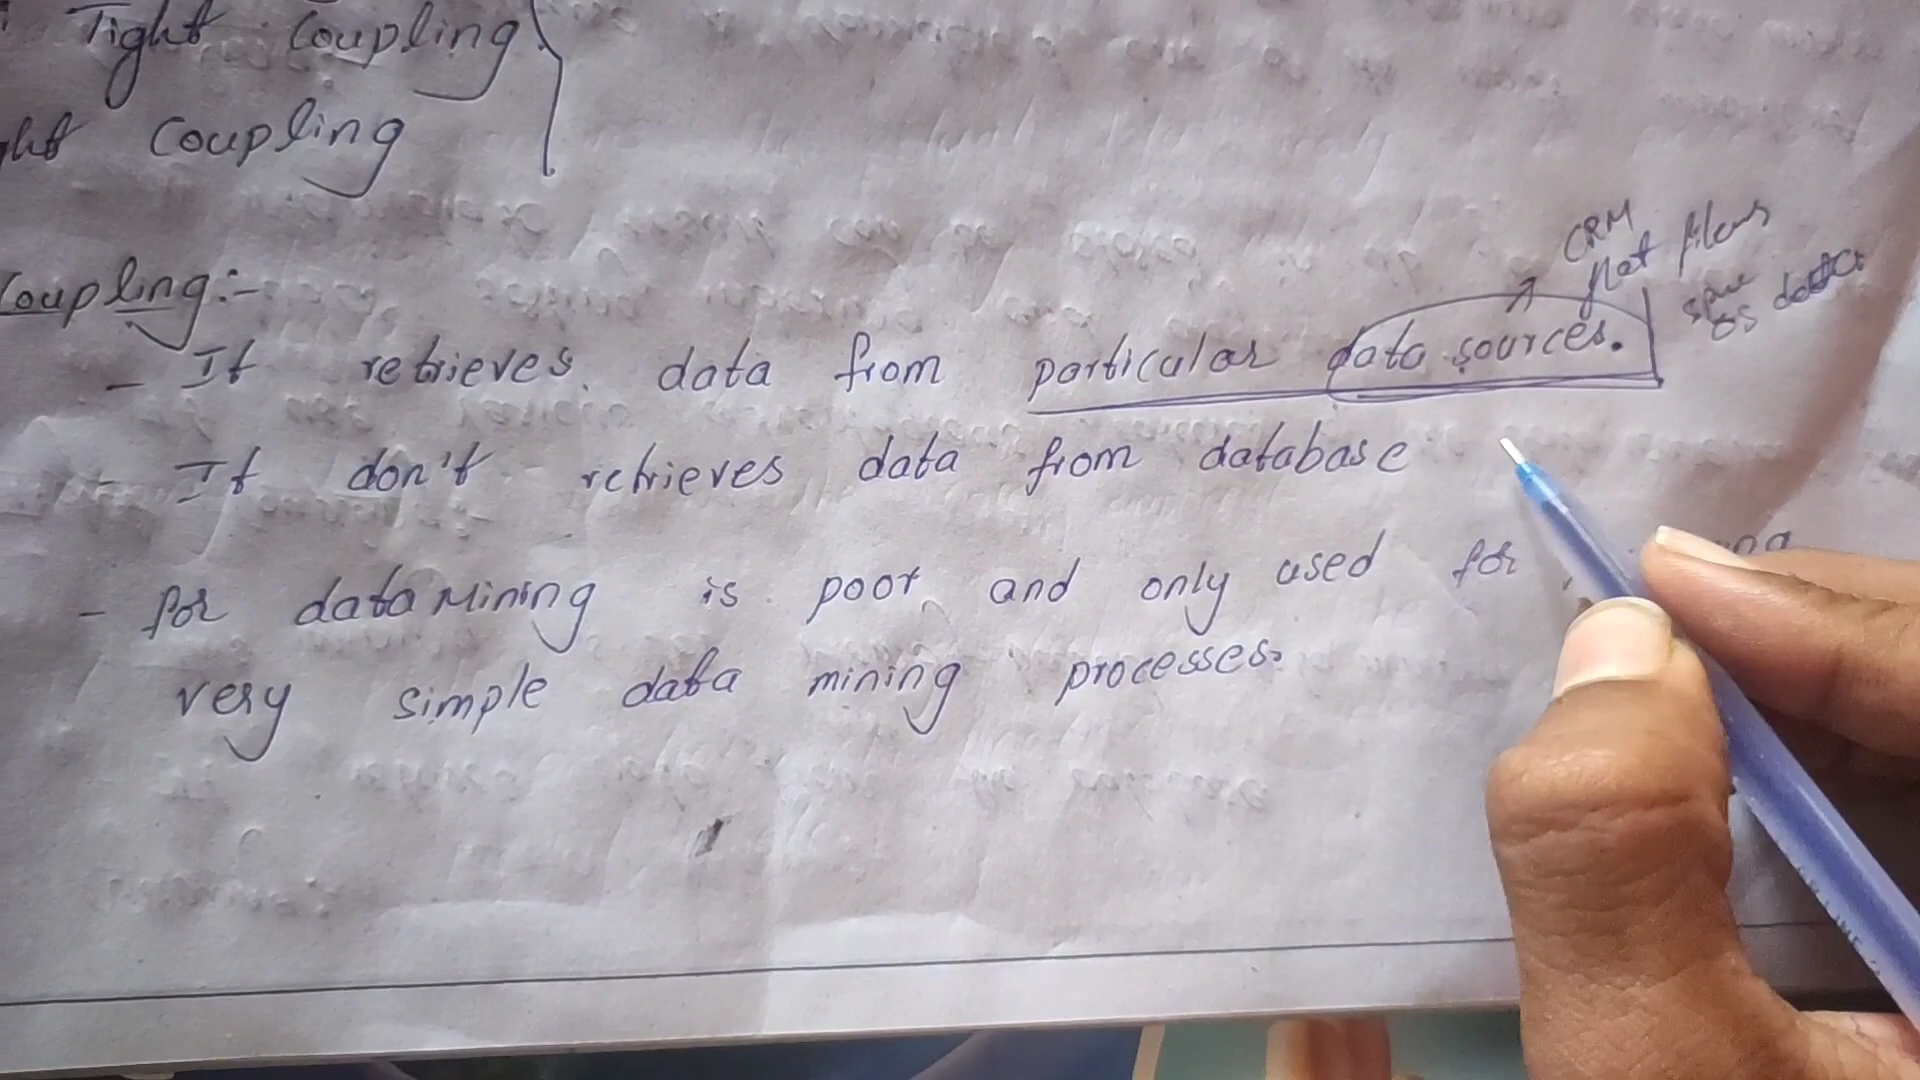 Tight Coupling
Coupling
Coupling:-
CRM
flat files
data
- It retrieves data from particular data sources.
- It don't retrieves data from database
- for data Mining is poor and only used for
very simple data mining processes.